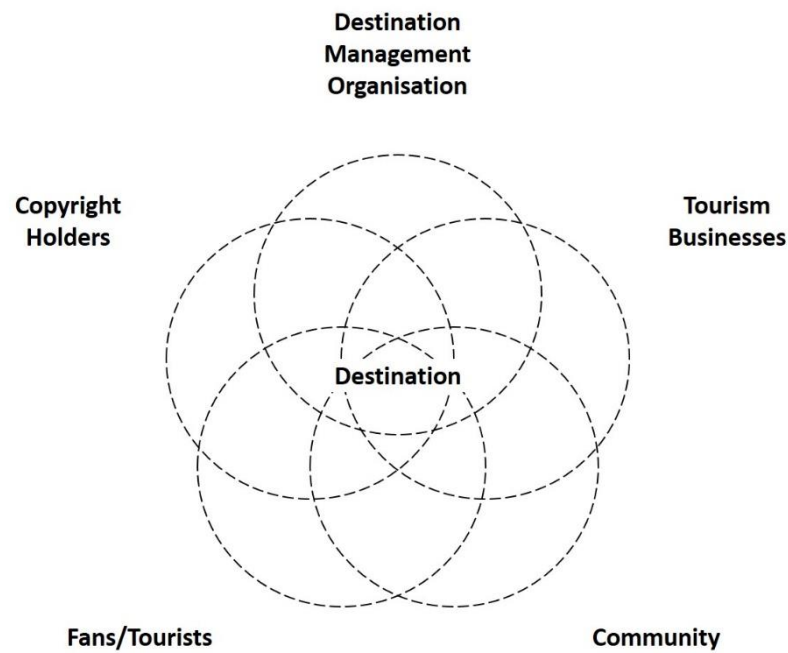 Destination
Management
Organisation
Copyright
Holders
Tourism
Businesses
Destination
Fans/Tourists
Community